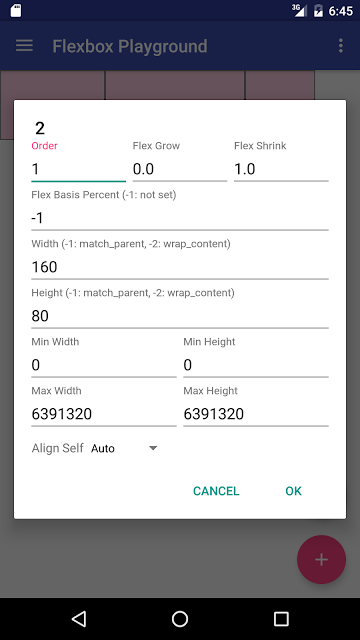 3G 6:45
Flexbox Playground
2
Order Flex Grow Flex Shrink
1 0.0 1.0
Flex Basis Percent (-1: not set)
-1
Width (-1: match_parent, -2: wrap_content)
160
Height (-1: match_parent, -2: wrap_content)
80
Min Width Min Height
0 0
Max Width Max Height
6391320 6391320
Align Self Auto
CANCEL OK
+